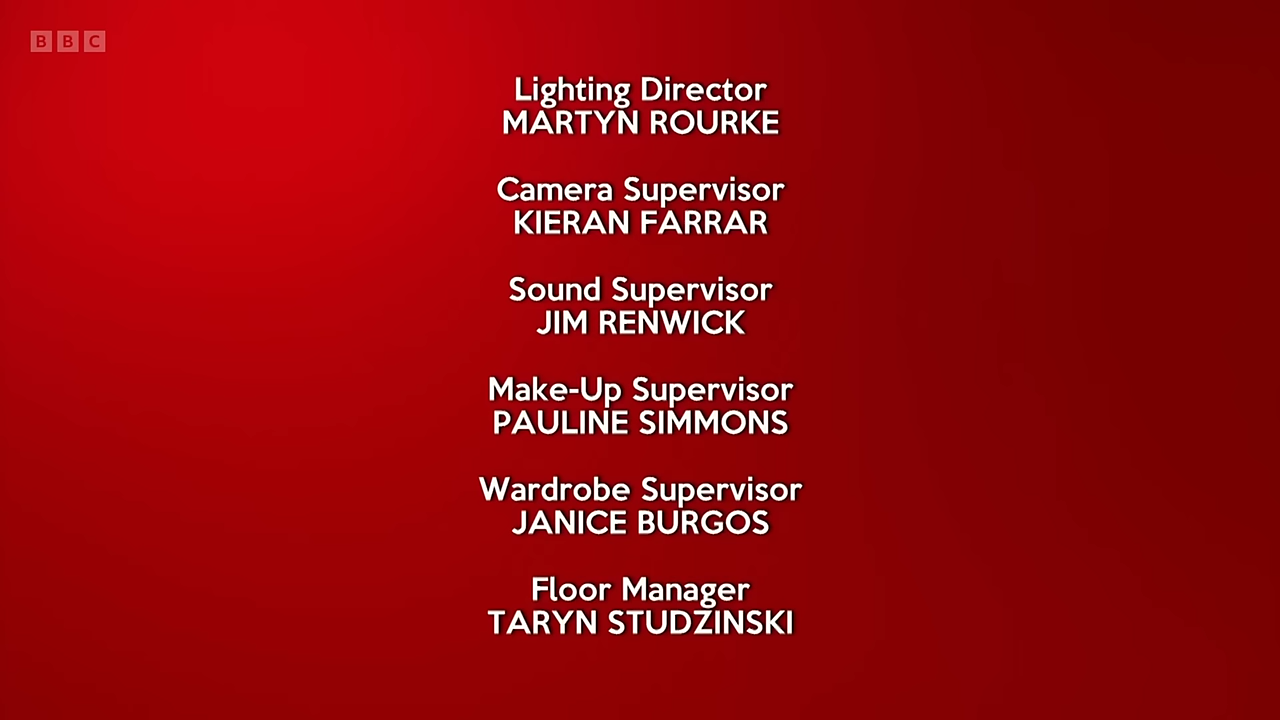 BBC
Lighting Director
MARTYN ROURKE
Camera Supervisor
KIERAN FARRAR
Sound Supervisor
JIM RENWICK
Make-Up Supervisor
PAULINE SIMMONS
Wardrobe Supervisor
JANICE BURGOS
Floor Manager
TARYN STUDZINSKI